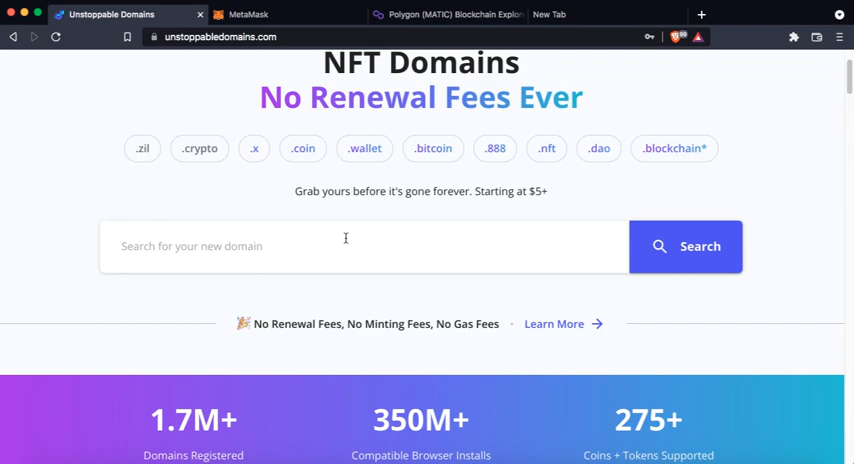 Unstoppable Domains
MetaMask
Polygon (MATIC) Blockchain Explor
New Tab
unstoppabledomains.com
99
NFT Domains
No Renewal Fees Ever
.zil
.crypto
.x
.coin
.wallet
.bitcoin
.888
.nft
.dao
.blockchain*
Grab yours before it's gone forever. Starting at $5+
Search for your new domain
Search
No Renewal Fees, No Minting Fees, No Gas Fees • Learn More →
1.7M+
350M+
275+
Domains Registered
Compatible Browser Installs
Coins + Tokens Supported